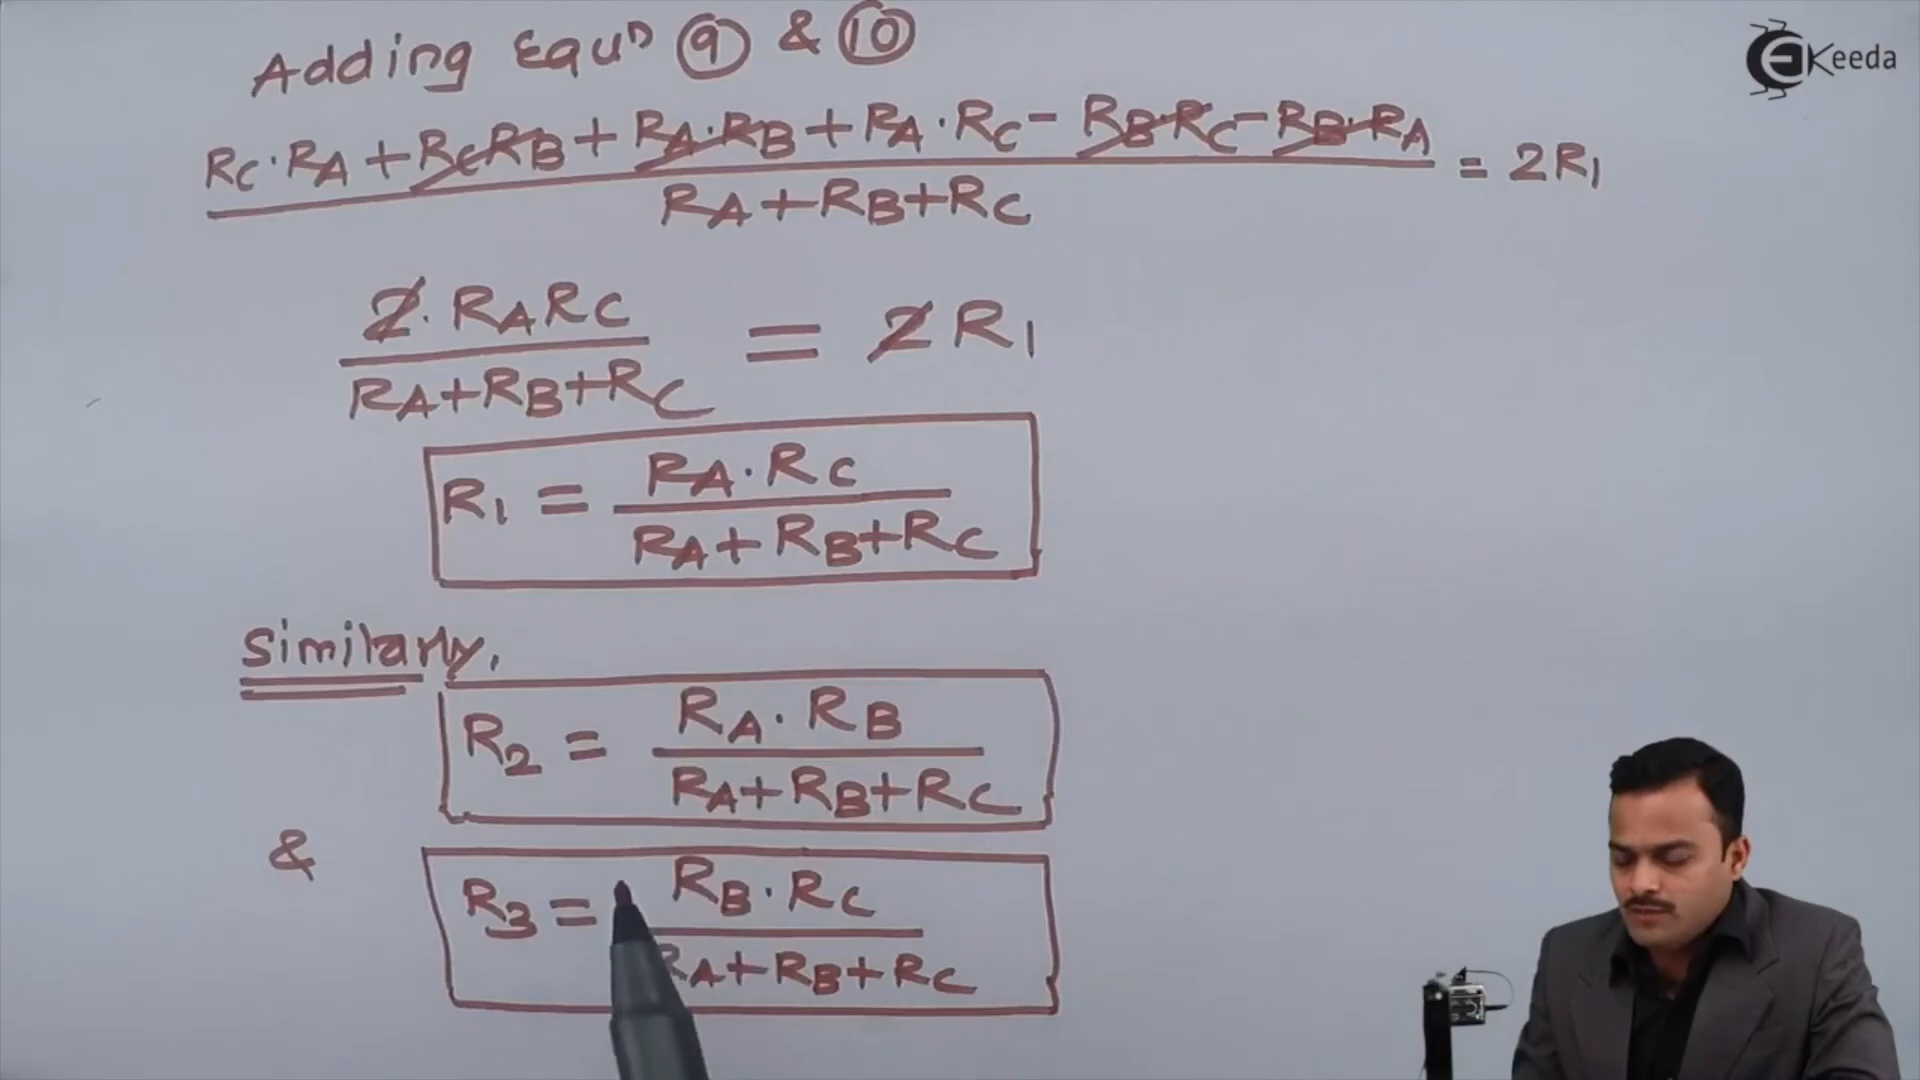 Adding Equⁿ ⑨ & ⑩
EKeeda
RC·RA + RCRB + RA·RB + RA·RC - RB·RC - RB·RA / RA+RB+RC = 2R1
2·RARC / RA+RB+RC = 2R1
R1 = RA·RC / RA+RB+RC
Similarly,
R2 = RA·RB / RA+RB+RC
&
R3 = RB·RC / RA+RB+RC